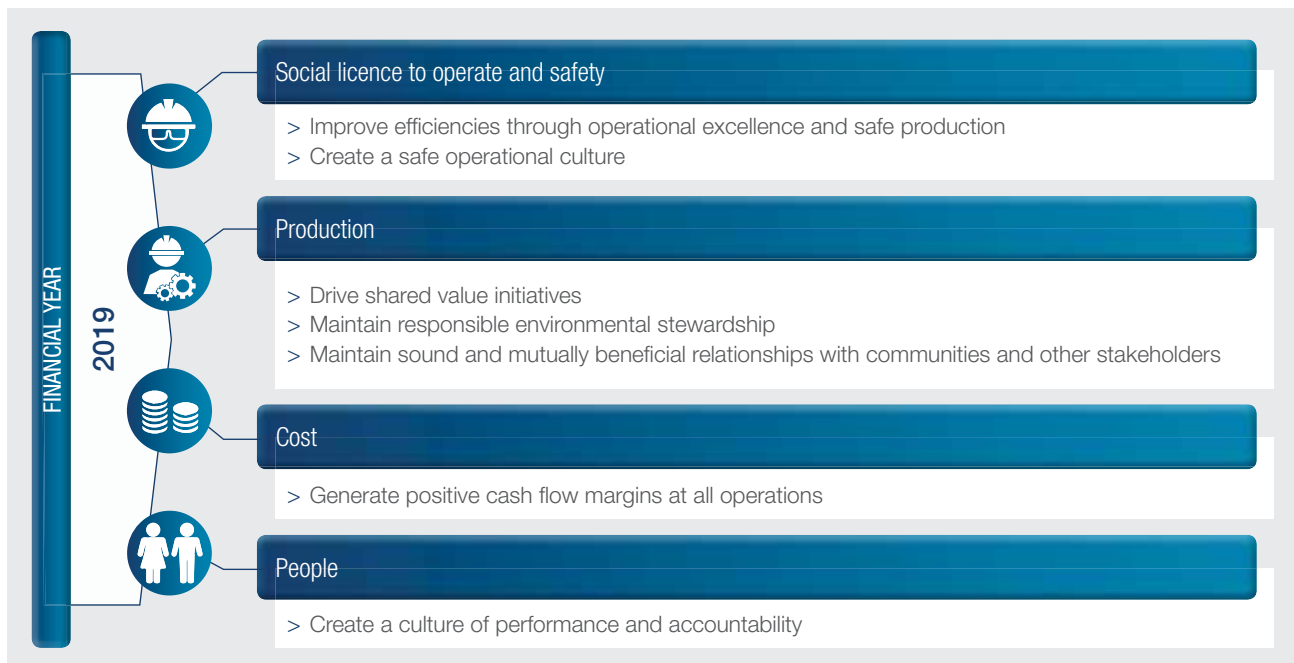 FINANCIAL YEAR
2019
Social licence to operate and safety
> Improve efficiencies through operational excellence and safe production
> Create a safe operational culture
Production
> Drive shared value initiatives
> Maintain responsible environmental stewardship
> Maintain sound and mutually beneficial relationships with communities and other stakeholders
Cost
> Generate positive cash flow margins at all operations
People
> Create a culture of performance and accountability